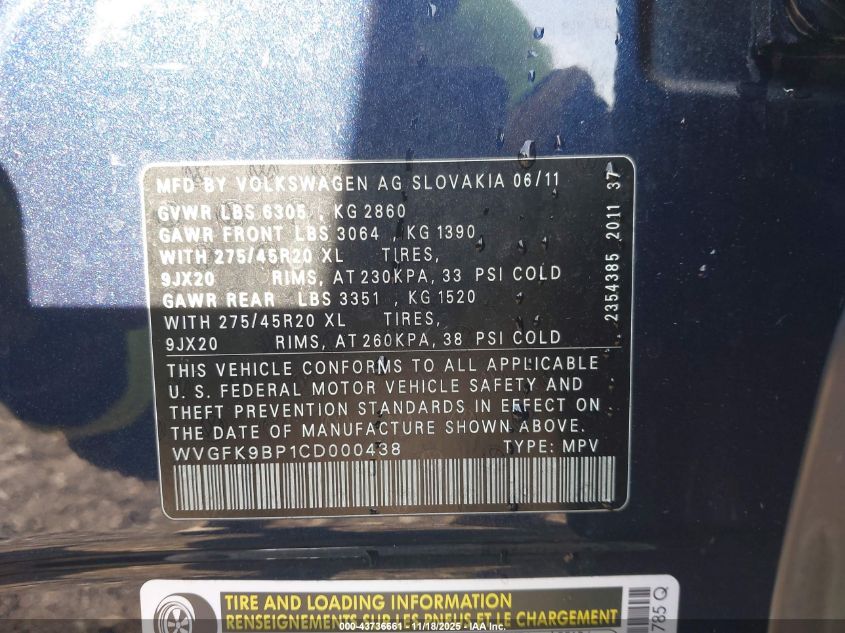 MFD BY VOLKSWAGEN AG SLOVAKIA 06/11
GVWR LBS 6305 , KG 2860
GAWR FRONT LBS 3064 , KG 1390,
WITH 275/45R20 XL TIRES,
9JX20 RIMS, AT 230KPA, 33 PSI COLD
GAWR REAR LBS 3351 , KG 1520
WITH 275/45R20 XL TIRES,
9JX20 RIMS, AT 260KPA, 38 PSI COLD
THIS VEHICLE CONFORMS TO ALL APPLICABLE
U. S. FEDERAL MOTOR VEHICLE SAFETY AND
THEFT PREVENTION STANDARDS IN EFFECT ON
THE DATE OF MANUFACTURE SHOWN ABOVE.
WVGFK9BP1CD000438 TYPE: MPV
2354385 2011 37
TIRE AND LOADING INFORMATION
RENSEIGNEMENTS SUR LES PNEUS ET LE CHARGEMENT
785 Q
000-43736661 - 11/18/2025 - IAA Inc.